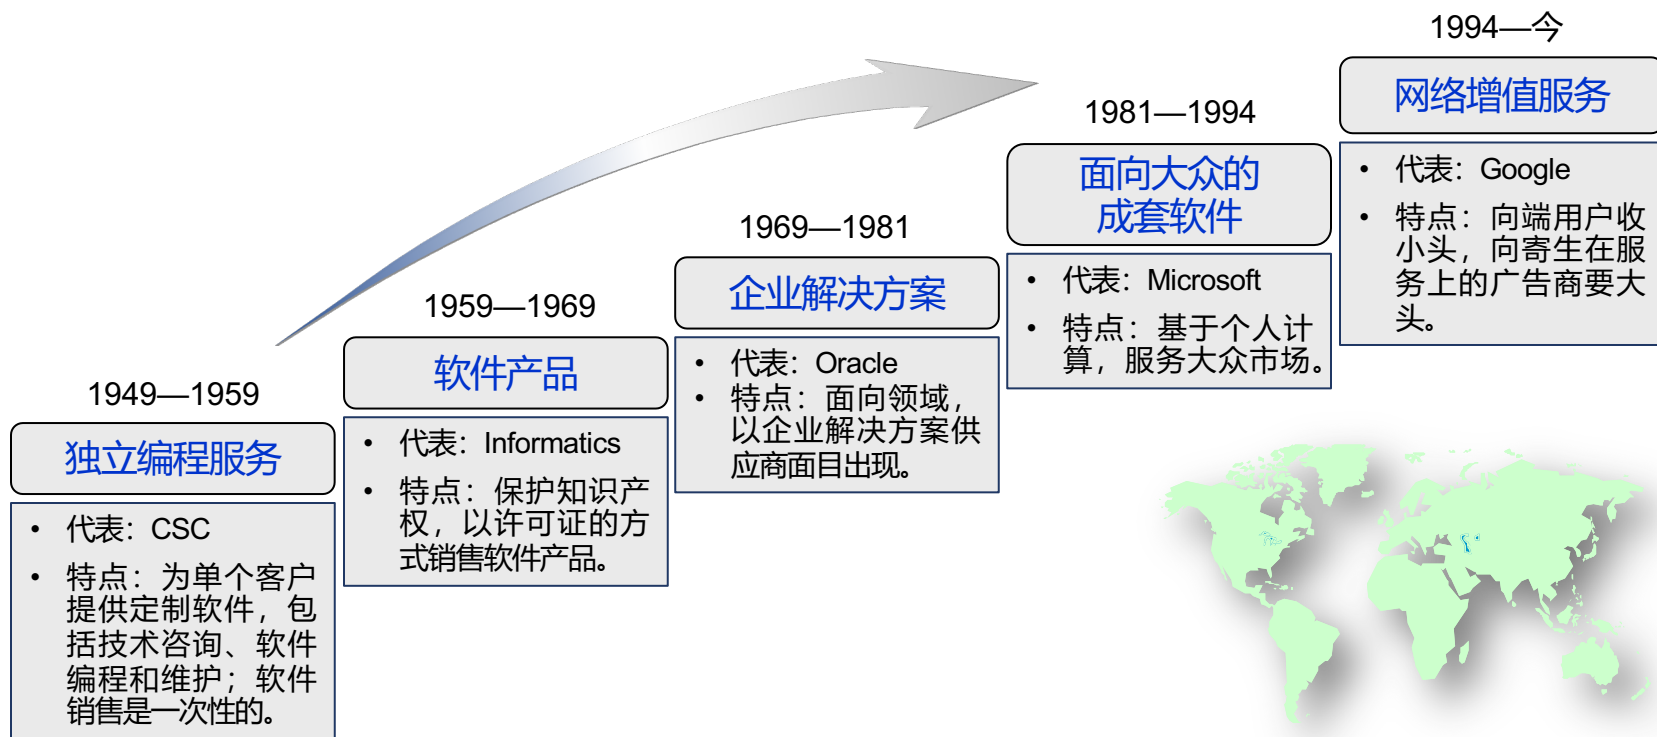 1949—1959
独立编程服务
• 代表：CSC
• 特点：为单个客户
提供定制软件，包
括技术咨询、软件
编程和维护；软件
销售是一次性的。
1959—1969
软件产品
• 代表：Informatics
• 特点：保护知识产
权，以许可证的方
式销售软件产品。
1969—1981
企业解决方案
• 代表：Oracle
• 特点：面向领域，
以企业解决方案供
应商面目出现。
1981—1994
面向大众的
成套软件
• 代表：Microsoft
• 特点：基于个人计
算，服务大众市场。
1994—今
网络增值服务
• 代表：Google
• 特点：向端用户收
小头，向寄生在服
务上的广告商要大
头。